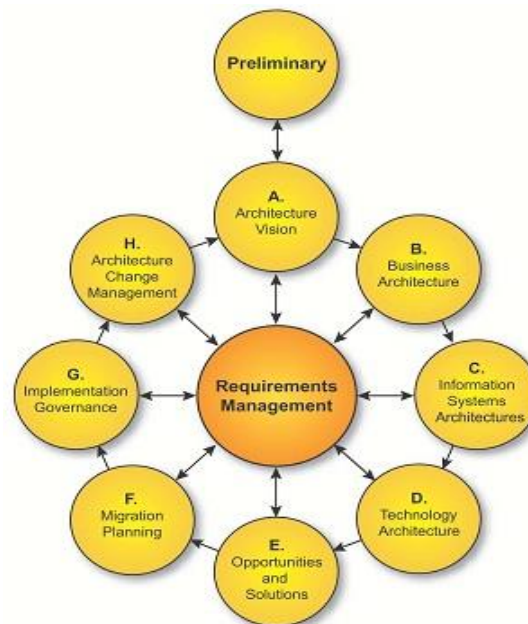 Preliminary
A.
Architecture
Vision
B.
Business
Architecture
C.
Information
Systems
Architectures
D.
Technology
Architecture
E.
Opportunities
and
Solutions
F.
Migration
Planning
G.
Implementation
Governance
H.
Architecture
Change
Management
Requirements
Management